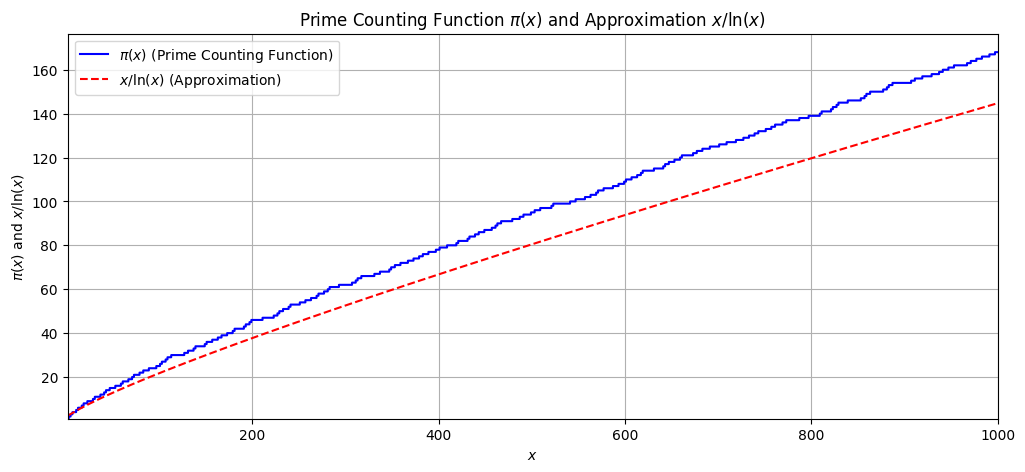 Prime Counting Function π(x) and Approximation x/ln(x)
π(x) (Prime Counting Function)
x/ln(x) (Approximation)
π(x) and x/ln(x)
160
140
120
100
80
60
40
20
200
400
600
800
1000
x